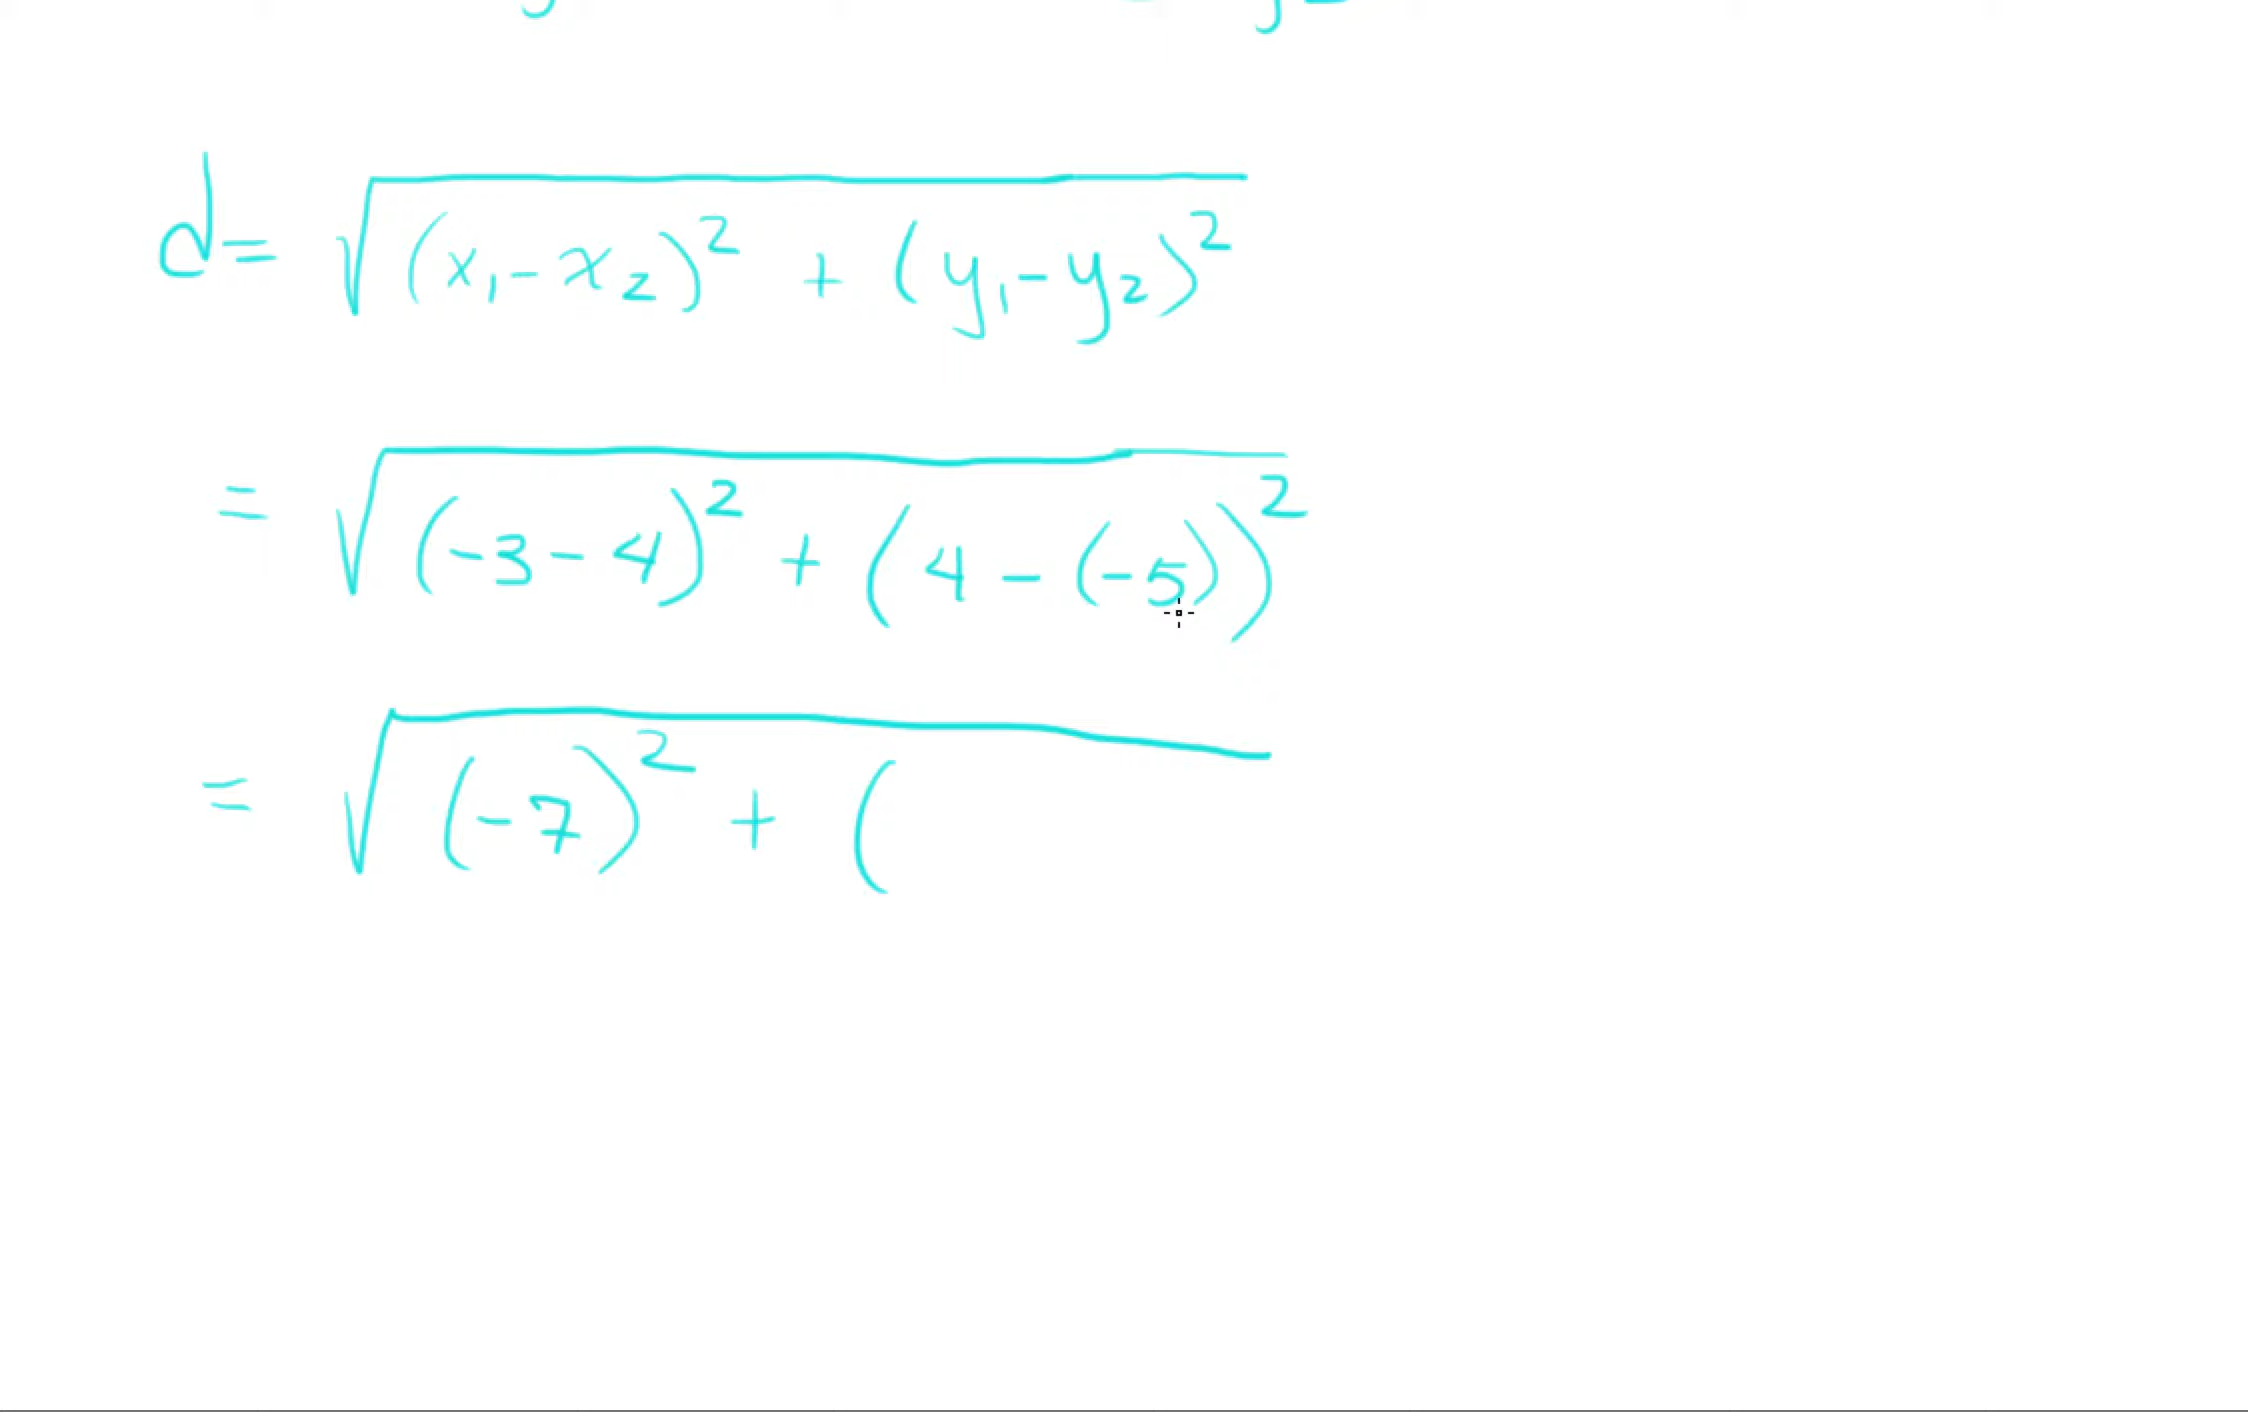 d = √((x₁ - x₂)² + (y₁ - y₂)²)
= √((-3 - 4)² + (4 - (-5))²)
= √((-7)² + (